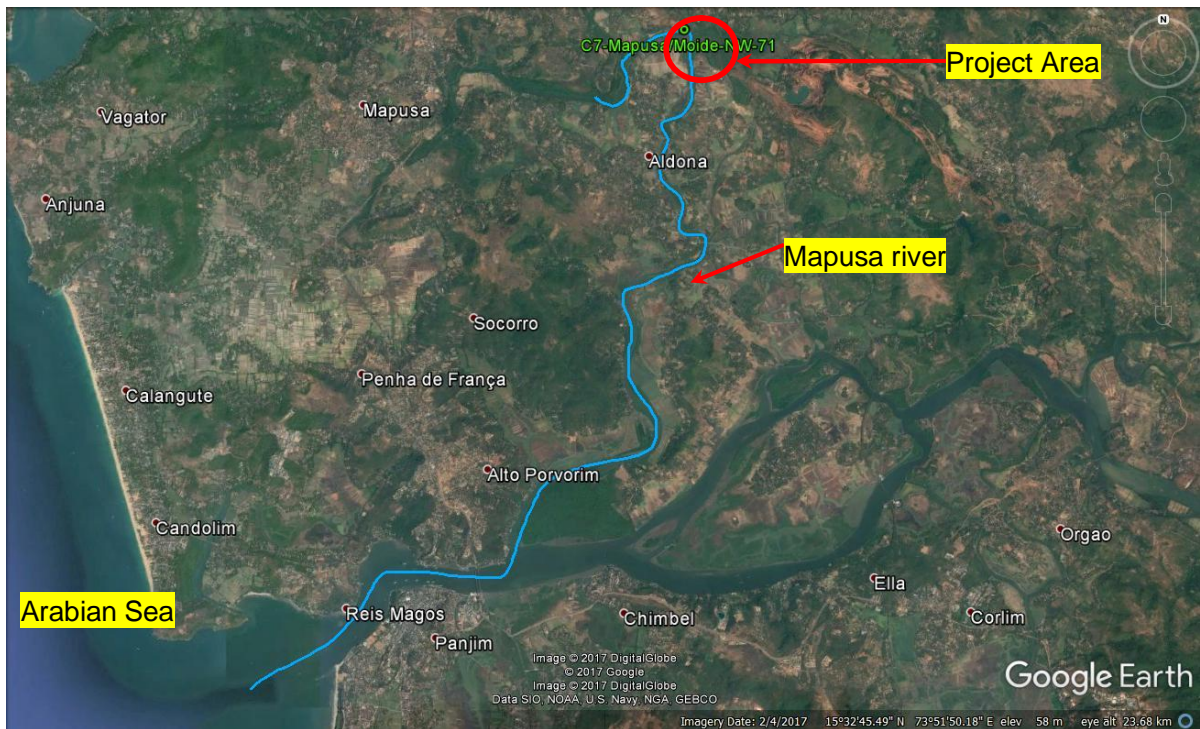 N
C7-Mapusa/Moide-NW-71
Project Area
Vagator
Mapusa
Aldona
Anjuna
Mapusa river
Socorro
Penha de França
Calangute
Alto Porvorim
Candolim
Orgao
Ella
Arabian Sea
Reis Magos
Chimbel
Corlim
Panjim
Image © 2017 DigitalGlobe
© 2017 Google
Image © 2017 DigitalGlobe
Data SIO, NOAA, U.S. Navy, NGA, GEBCO
Google Earth
Imagery Date: 2/4/2017 15°32'45.49" N 73°51'50.18" E elev 58 m eye alt 23.68 km